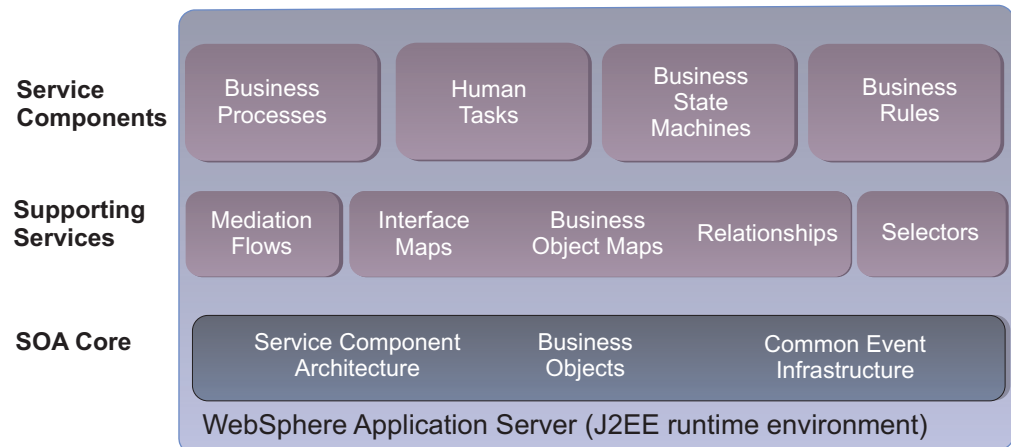 Service
Components
Business
Processes
Human
Tasks
Business
State
Machines
Business
Rules
Supporting
Services
Mediation
Flows
Interface
Maps
Business
Object Maps
Relationships
Selectors
SOA Core
Service Component
Architecture
Business
Objects
Common Event
Infrastructure
WebSphere Application Server (J2EE runtime environment)